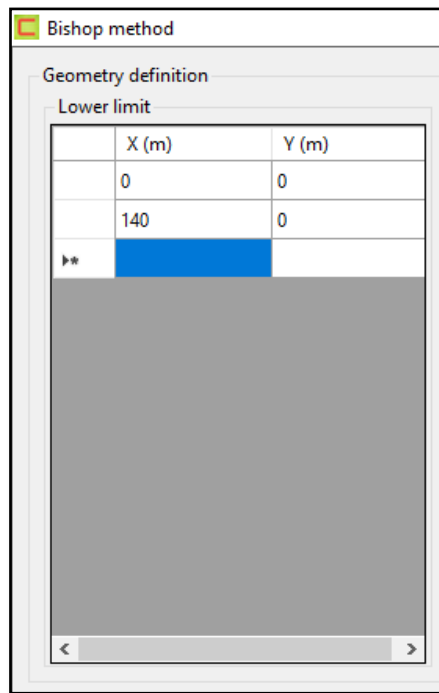 Bishop method
Geometry definition
Lower limit
X (m) Y (m)
0 0
140 0